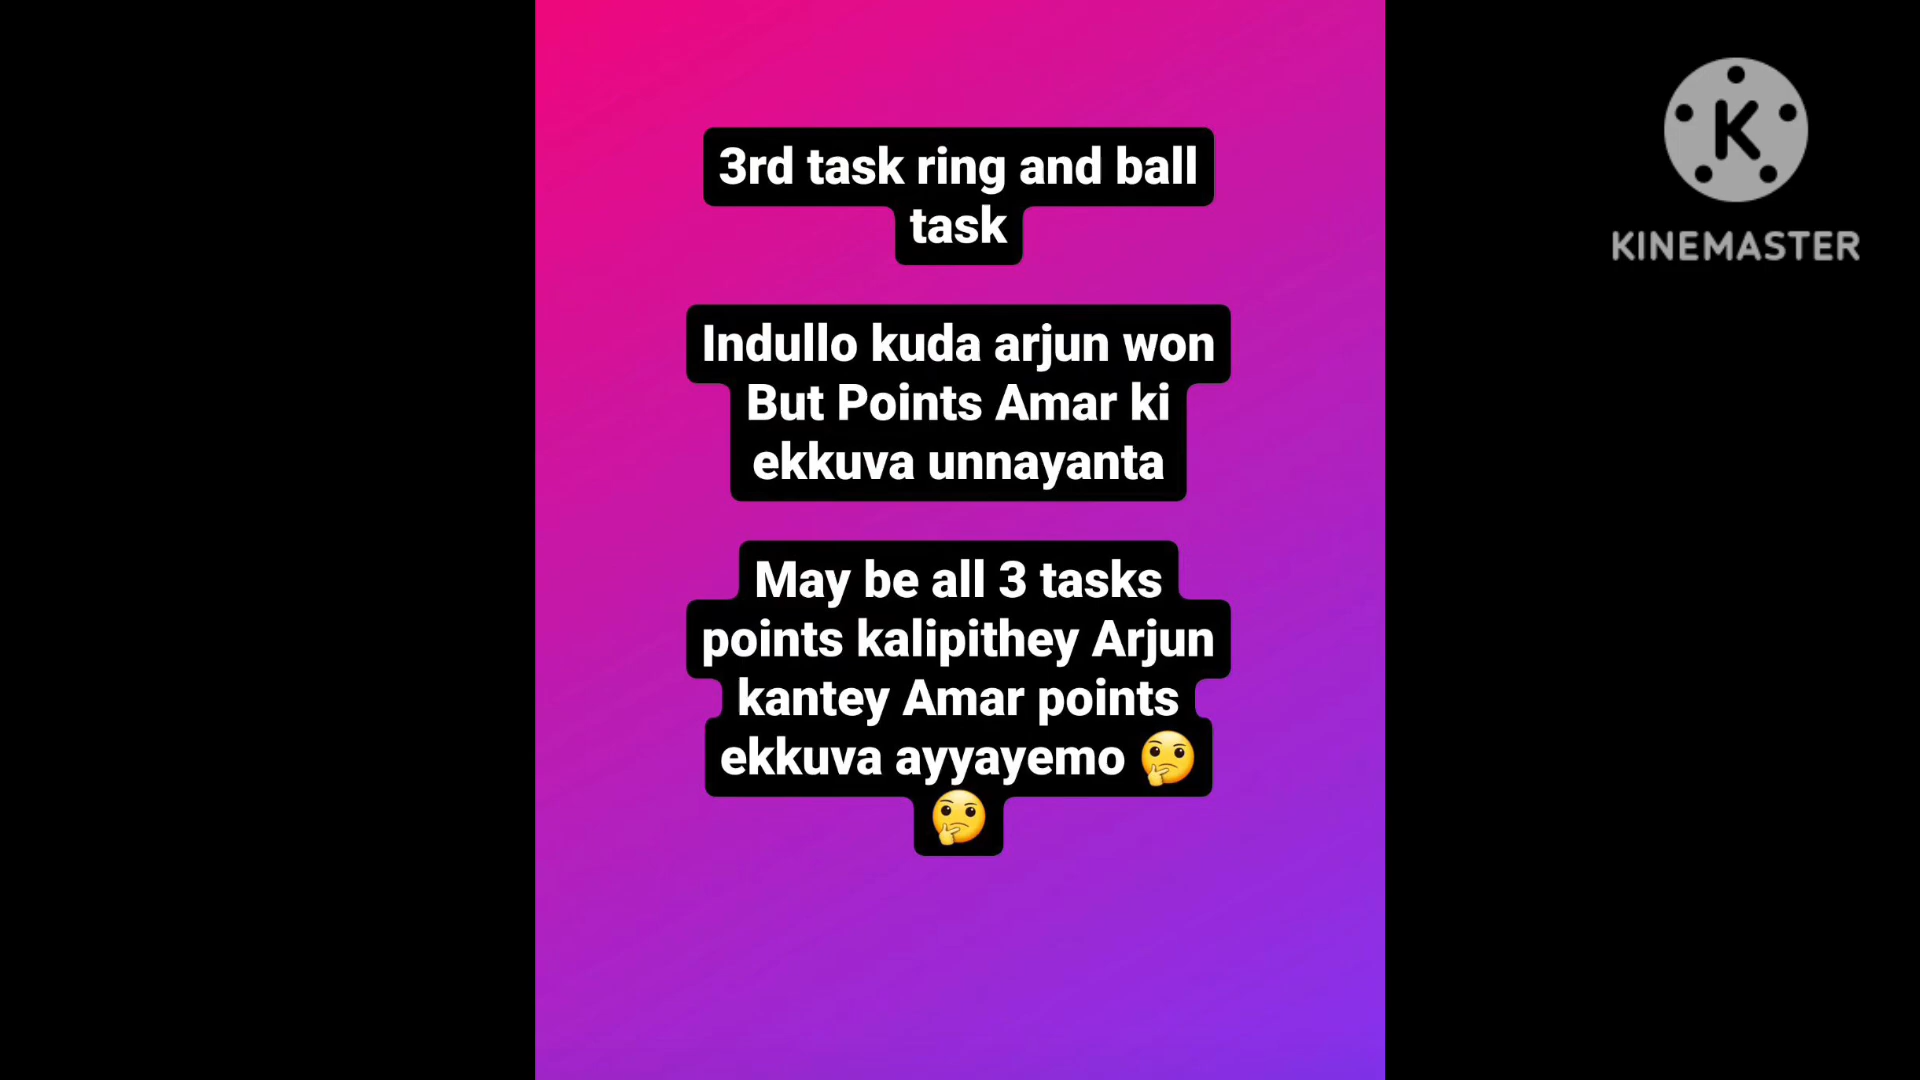 3rd task ring and ball
task
Indullo kuda arjun won
But Points Amar ki
ekkuva unnayanta
May be all 3 tasks
points kalipithey Arjun
kantey Amar points
ekkuva ayyayemo 🤔
🤔
K
KINEMASTER